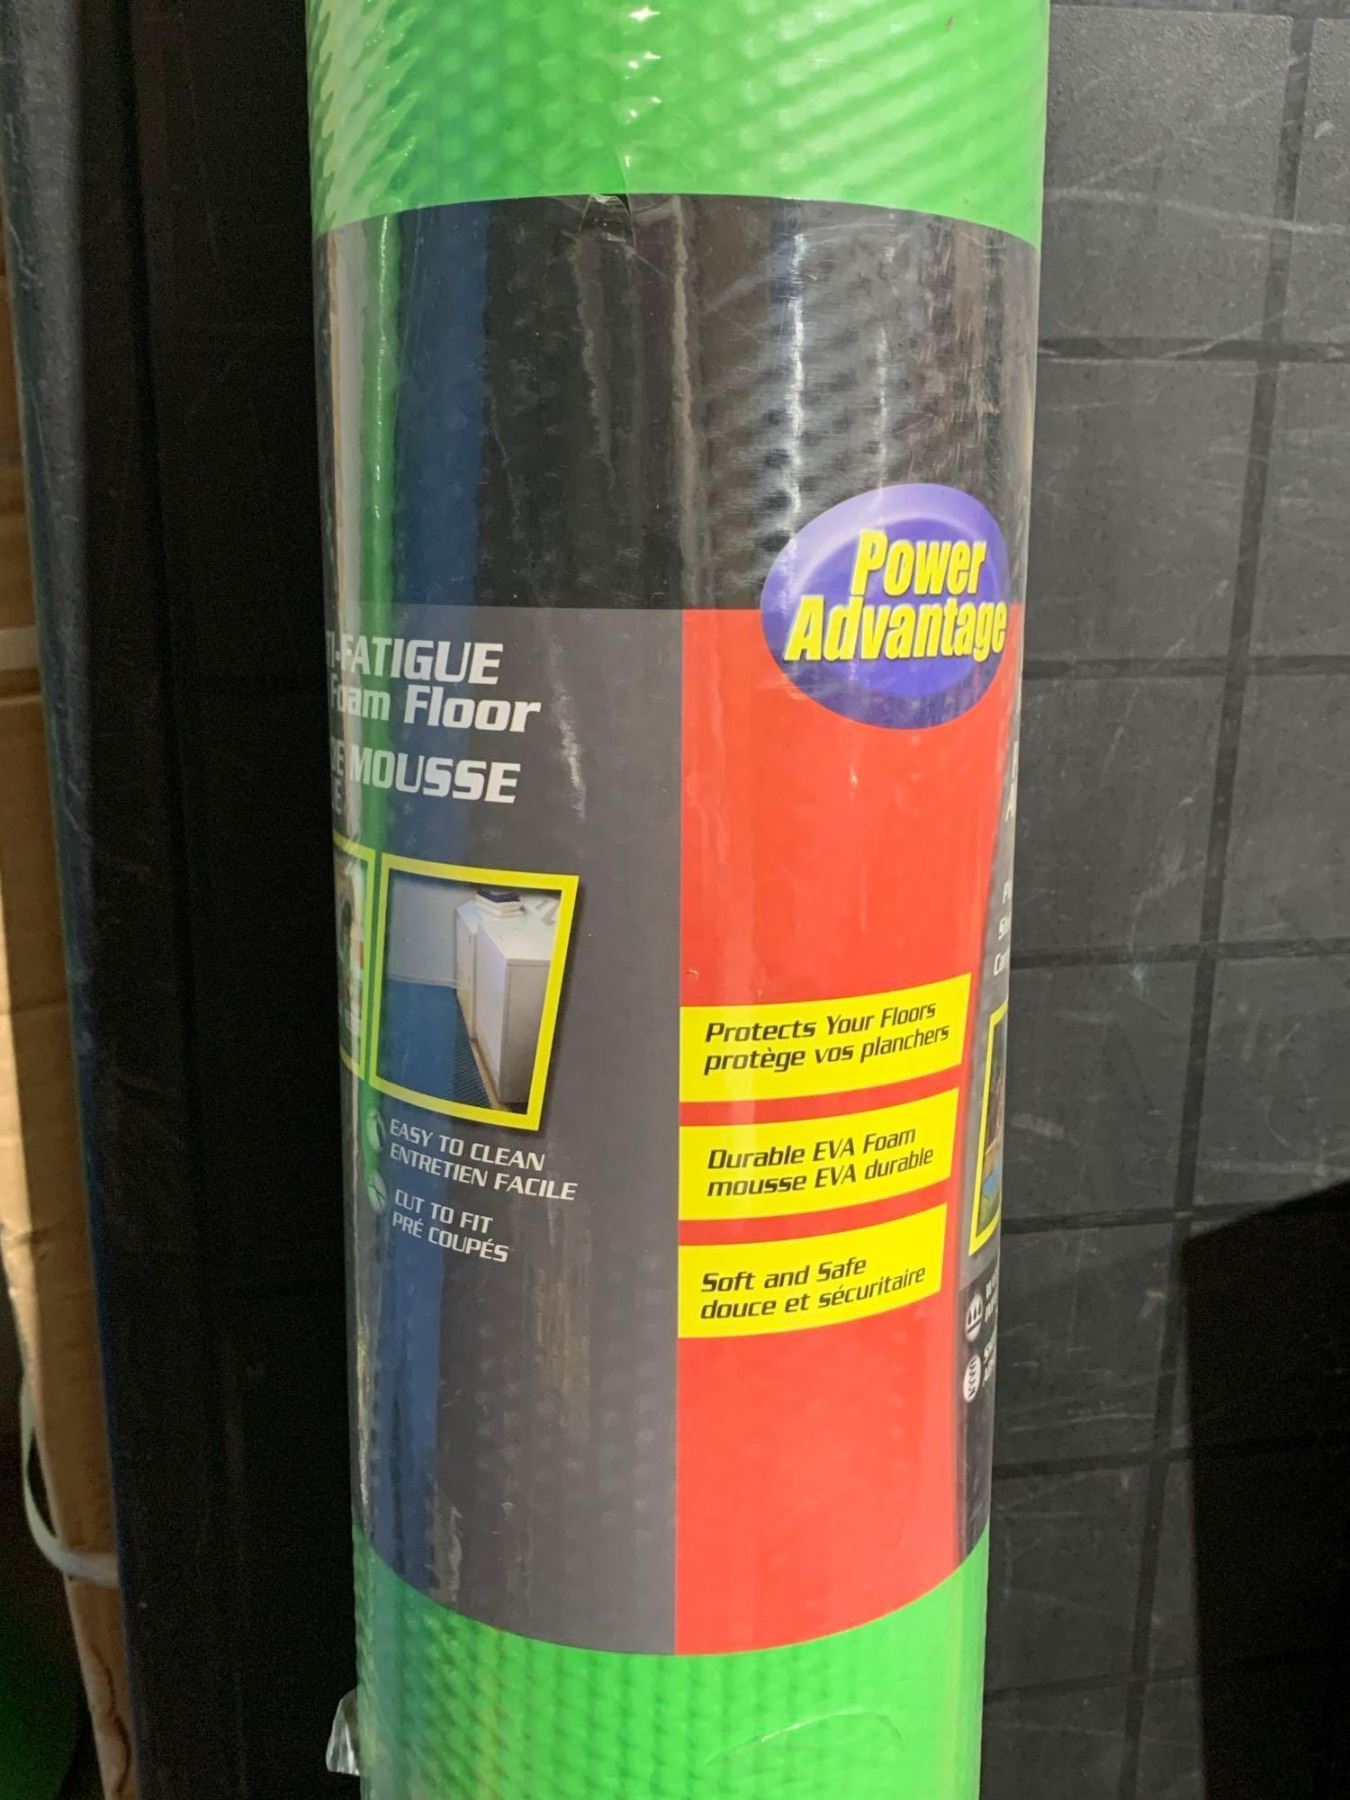 -FATIGUE
Foam Floor
MOUSSE
EASY TO CLEAN
ENTRETIEN FACILE
CUT TO FIT
PRÉ COUPÉS
Power
Advantage
Protects Your Floors
protège vos planchers
Durable EVA Foam
mousse EVA durable
Soft and Safe
douce et sécuritaire